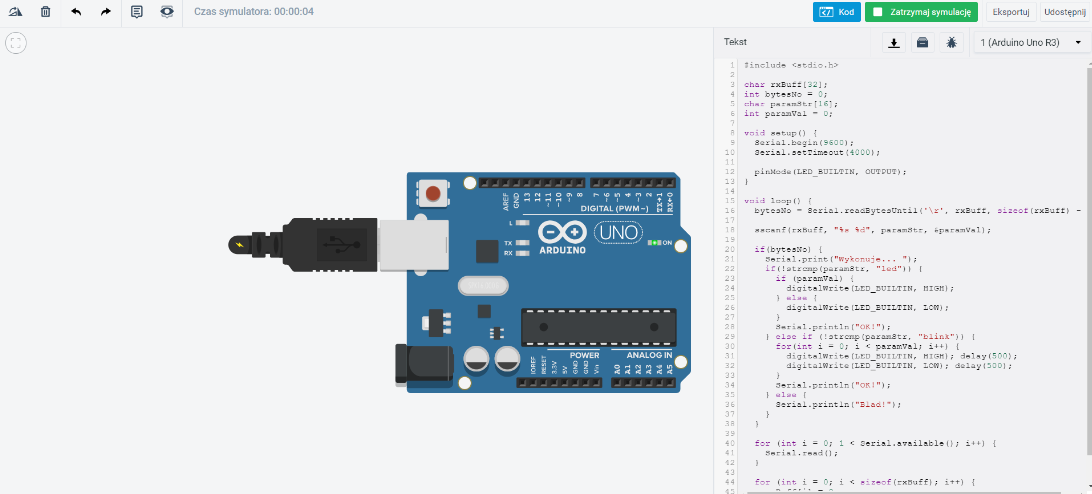 Czas symulatora: 00:00:04
Kod
Zatrzymaj symulację
Eksportuj
Udostępnij
Tekst
1 (Arduino Uno R3)
1 #include <stdio.h>
2
3 char rxBuff[32];
4 int bytesNo = 0;
5 char paramStr[16];
6 int paramVal = 0;
7
8 void setup() {
9 Serial.begin(9600);
10 Serial.setTimeout(4000);
11
12 pinMode(LED_BUILTIN, OUTPUT);
13 }
14
15 void loop() {
16 bytesNo = Serial.readBytesUntil('\r', rxBuff, sizeof(rxBuff) -
17
18 sscanf(rxBuff, "%s %d", paramStr, &paramVal);
19
20 if(bytesNo) {
21 Serial.print("Wykonuje... ");
22 if(!strcmp(paramStr, "led")) {
23 if (paramVal) {
24 digitalWrite(LED_BUILTIN, HIGH);
25 } else {
26 digitalWrite(LED_BUILTIN, LOW);
27 }
28 Serial.println("OK!");
29 } else if (!strcmp(paramStr, "blink")) {
30 for(int i = 0; i < paramVal; i++) {
31 digitalWrite(LED_BUILTIN, HIGH); delay(500);
32 digitalWrite(LED_BUILTIN, LOW); delay(500);
33 }
34 Serial.println("OK!");
35 } else {
36 Serial.println("Blad!");
37 }
38 }
39
40 for (int i = 0; i < Serial.available(); i++) {
41 Serial.read();
42 }
43
44 for (int i = 0; i < sizeof(rxBuff); i++) {
45
AREF
GND
13
12
~11
~10
~9
8
7
~6
~5
4
~3
2
TX→1
RX←0
DIGITAL (PWM~)
L
TX
RX
UNO
ARDUINO
ON
POWER
ANALOG IN
IOREF
RESET
3.3V
5V
GND
GND
Vin
A0
A1
A2
A3
A4
A5